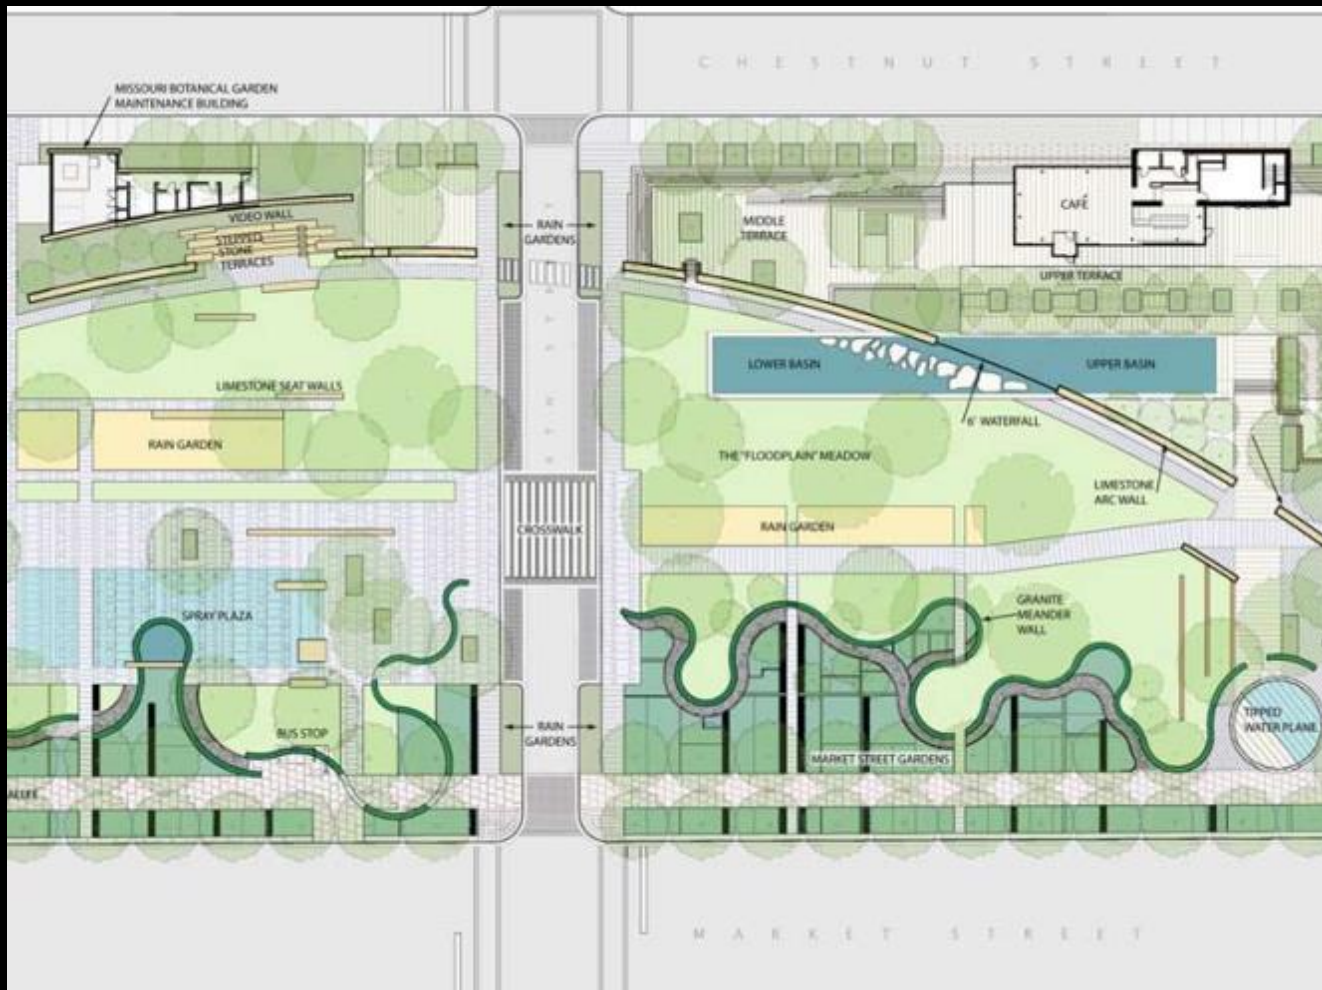 CHESTNUT STREET
MISSOURI BOTANICAL GARDEN
MAINTENANCE BUILDING
VIDEO WALL
STEPPED
STONE
TERRACES
RAIN
GARDENS
MIDDLE
TERRACE
CAFÉ
UPPER TERRACE
LIMESTONE SEAT WALLS
LOWER BASIN
UPPER BASIN
6' WATERFALL
RAIN GARDEN
THE "FLOODPLAIN" MEADOW
LIMESTONE
ARC WALL
CROSSWALK
RAIN GARDEN
SPRAY PLAZA
GRANITE
MEANDER
WALL
BUS STOP
RAIN
GARDENS
TIPPED
WATER PLANE
MARKET STREET GARDENS
ALLEE
MARKET STREET